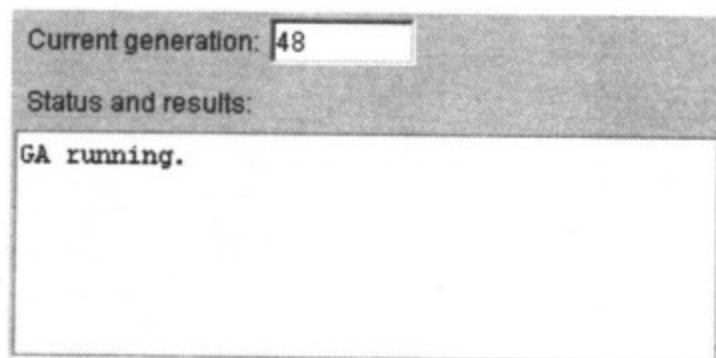 Current generation: 48
Status and results:
GA running.